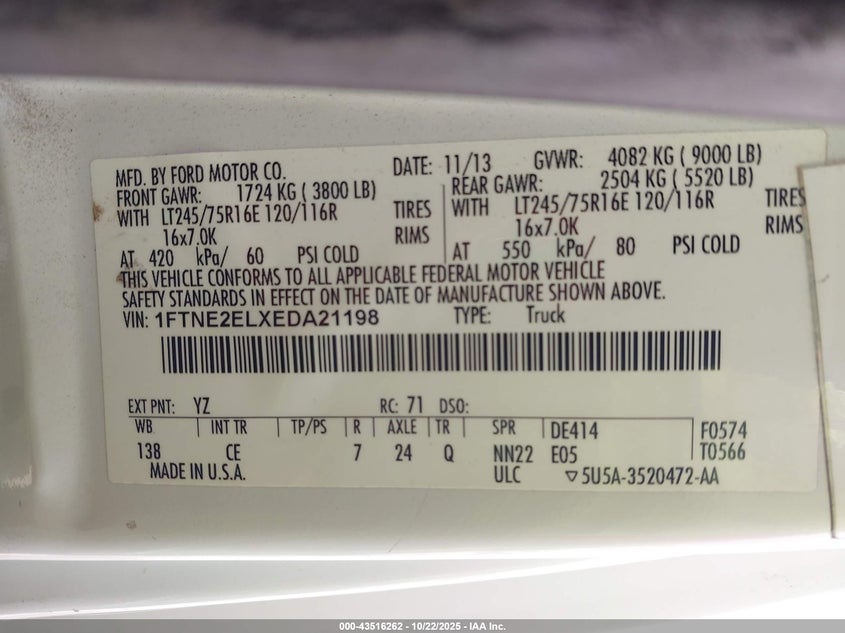 MFD. BY FORD MOTOR CO. DATE: 11/13 GVWR: 4082 KG ( 9000 LB)
FRONT GAWR: 1724 KG ( 3800 LB) REAR GAWR: 2504 KG ( 5520 LB)
WITH LT245/75R16E 120/116R TIRES WITH LT245/75R16E 120/116R TIRES
16x7.0K RIMS 16x7.0K RIMS
AT 420 kPa/ 60 PSI COLD AT 550 kPa/ 80 PSI COLD
THIS VEHICLE CONFORMS TO ALL APPLICABLE FEDERAL MOTOR VEHICLE
SAFETY STANDARDS IN EFFECT ON THE DATE OF MANUFACTURE SHOWN ABOVE.
VIN: 1FTNE2ELXEDA21198 TYPE: Truck
EXT PNT: YZ RC: 71 DSO:
WB INT TR TP/PS R AXLE TR SPR DE414 F0574
138 CE 7 24 Q NN22 E05 T0566
MADE IN U.S.A. ULC ▽5U5A-3520472-AA
000-43516262 - 10/22/2025 - IAA Inc.